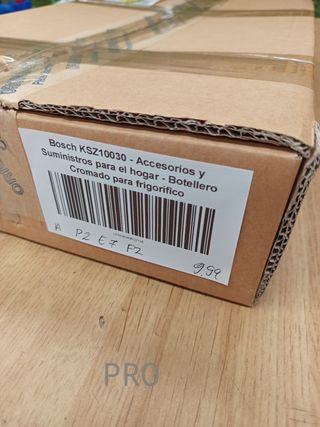 Bosch KSZ10030 - Accesorios y
Suministros para el hogar - Botellero
Cromado para frigorífico
A P2 E7 F2
9,99
PRO